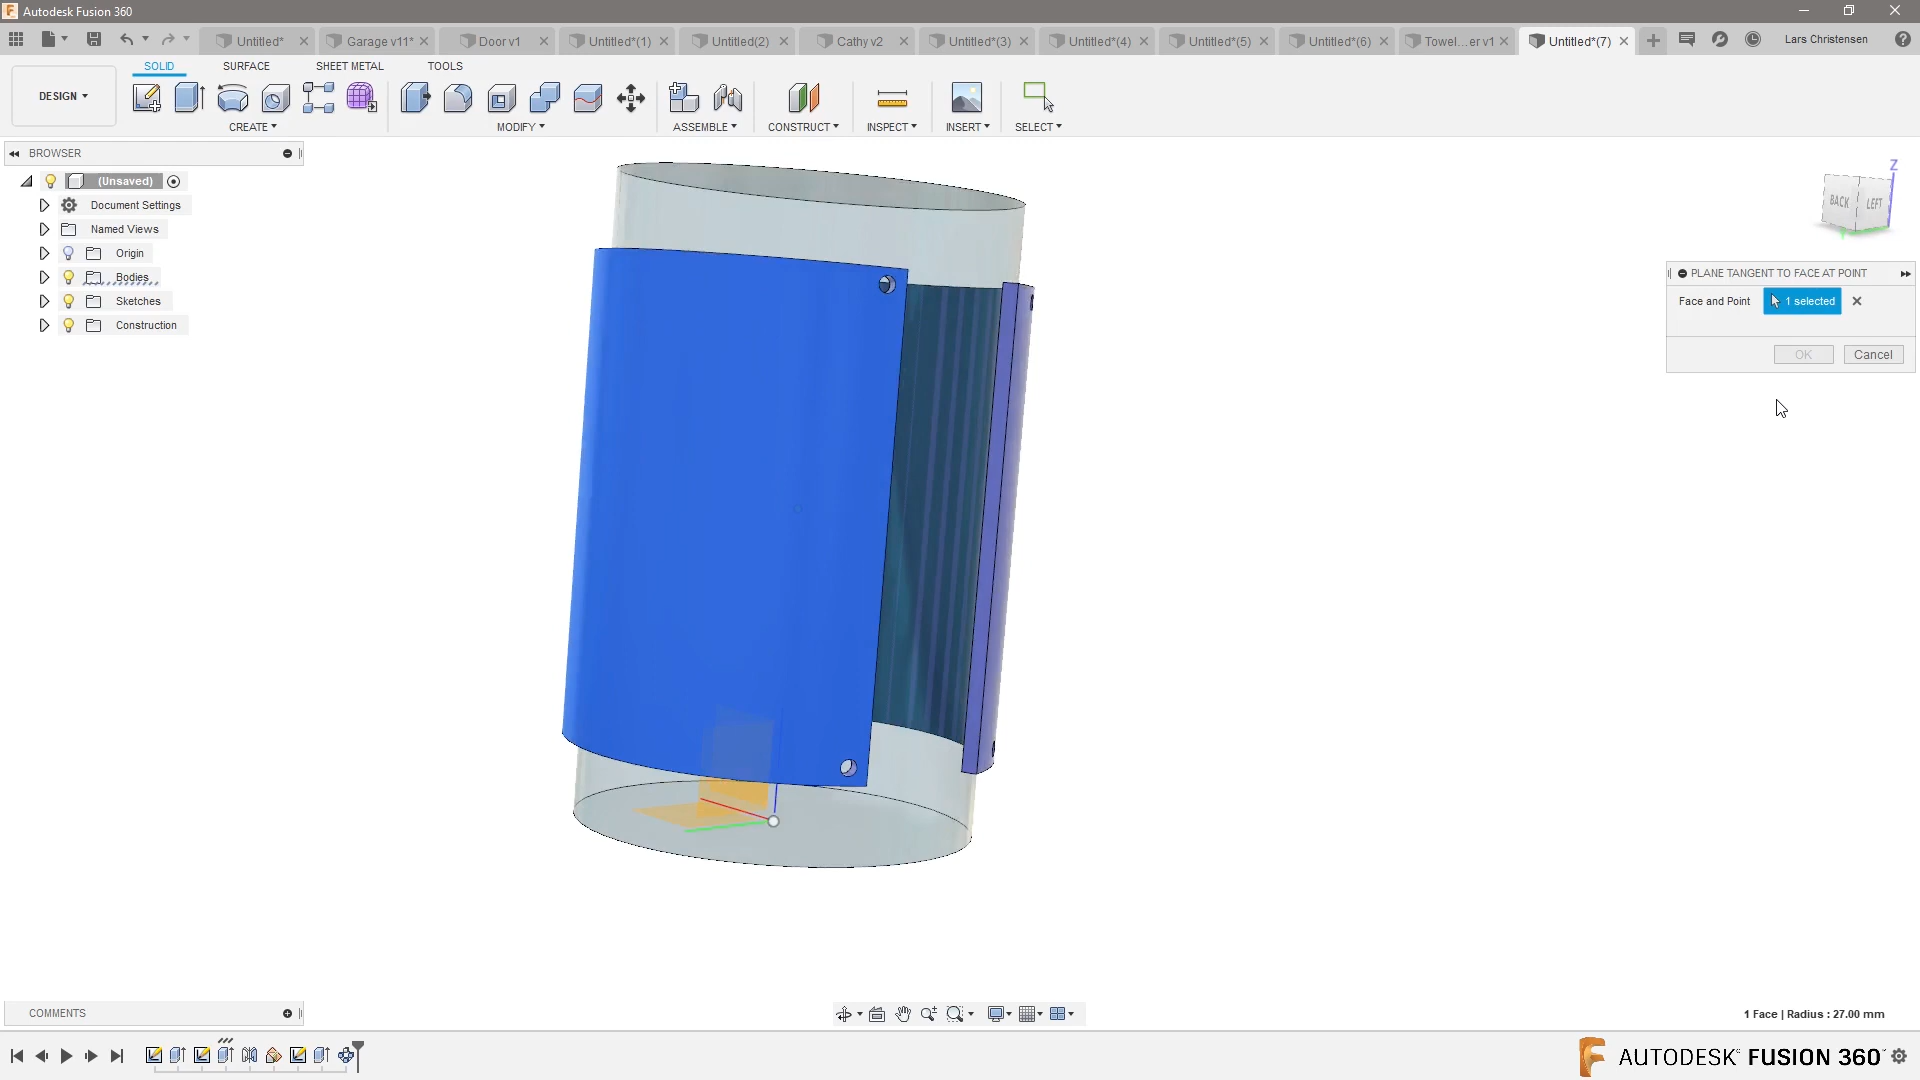 Autodesk Fusion 360
Untitled*
Garage v11*
Door v1
Untitled*(1)
Untitled(2)
Cathy v2
Untitled*(3)
Untitled*(4)
Untitled*(5)
Untitled*(6)
Towel...er v1
Untitled*(7)
Lars Christensen
DESIGN
SOLID
SURFACE
SHEET METAL
TOOLS
CREATE
MODIFY
ASSEMBLE
CONSTRUCT
INSPECT
INSERT
SELECT
BROWSER
(Unsaved)
Document Settings
Named Views
Origin
Bodies
Sketches
Construction
Z
BACK
LEFT
PLANE TANGENT TO FACE AT POINT
Face and Point
1 selected
OK
Cancel
COMMENTS
1 Face | Radius : 27.00 mm
AUTODESK® FUSION 360™